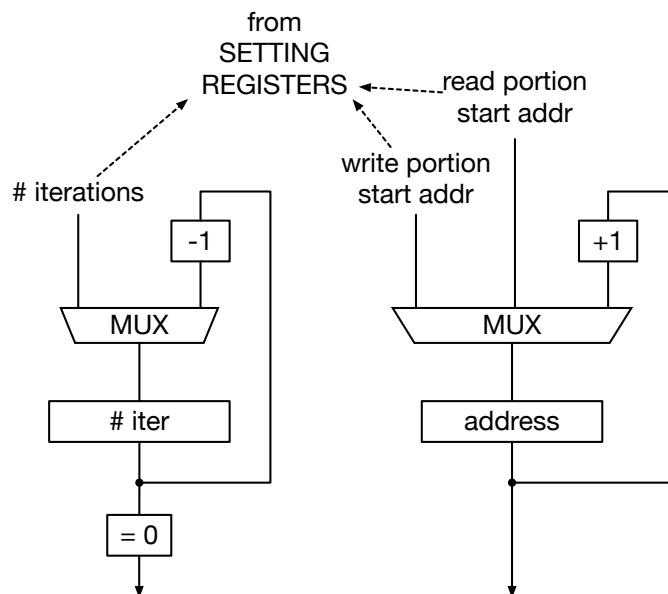 from
SETTING
REGISTERS
read portion
start addr
# iterations
write portion
start addr
-1
+1
MUX
MUX
# iter
address
= 0